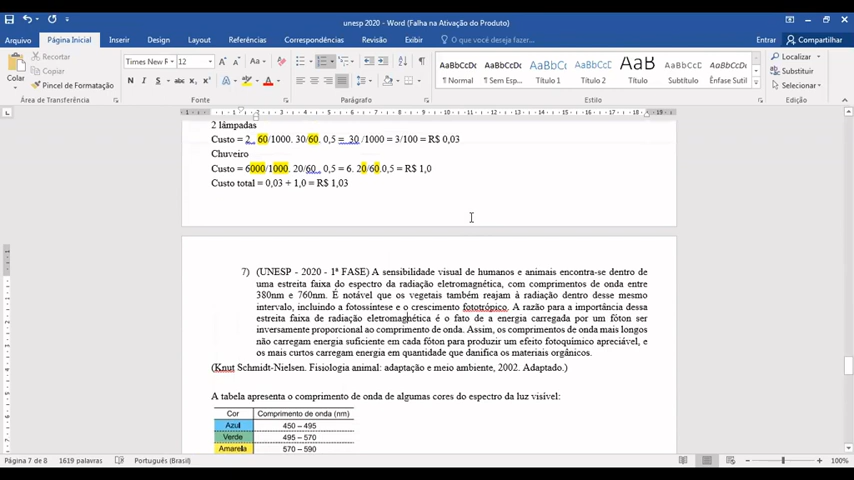 unesp 2020 - Word (Falha na Ativação do Produto)
Arquivo Página Inicial Inserir Design Layout Referências Correspondências Revisão Exibir O que você deseja fazer... Entrar Compartilhar
Colar
Recortar
Copiar
Pincel de Formatação
Área de Transferência
Times New R 12
Fonte
Parágrafo
AaBbCcDc AaBbCcDc AaBbC AaBbCcC AaB AaBbCcD AaBbCcDc
¶ Normal ¶ Sem Esp... Título 1 Título 2 Título Subtítulo Ênfase Sutil
Estilo
Localizar
Substituir
Selecionar
Edição
2 lâmpadas
Custo = 2 . 60/1000. 30/60. 0,5 = 30 /1000 = 3/100 = R$ 0,03
Chuveiro
Custo = 6000/1000. 20/60 . 0,5 = 6. 20/60.0,5 = R$ 1,0
Custo total = 0,03 + 1,0 = R$ 1,03
7) (UNESP - 2020 - 1ª FASE) A sensibilidade visual de humanos e animais encontra-se dentro de
uma estreita faixa do espectro da radiação eletromagnética, com comprimentos de onda entre
380nm e 760nm. É notável que os vegetais também reajam à radiação dentro desse mesmo
intervalo, incluindo a fotossíntese e o crescimento fototrópico. A razão para a importância dessa
estreita faixa de radiação eletromagnética é o fato de a energia carregada por um fóton ser
inversamente proporcional ao comprimento de onda. Assim, os comprimentos de onda mais longos
não carregam energia suficiente em cada fóton para produzir um efeito fotoquímico apreciável, e
os mais curtos carregam energia em quantidade que danifica os materiais orgânicos.
(Knut Schmidt-Nielsen. Fisiologia animal: adaptação e meio ambiente, 2002. Adaptado.)
A tabela apresenta o comprimento de onda de algumas cores do espectro da luz visível:
Cor Comprimento de onda (nm)
Azul 450 – 495
Verde 495 – 570
Amarela 570 – 590
Página 7 de 8 1619 palavras Português (Brasil) 100%